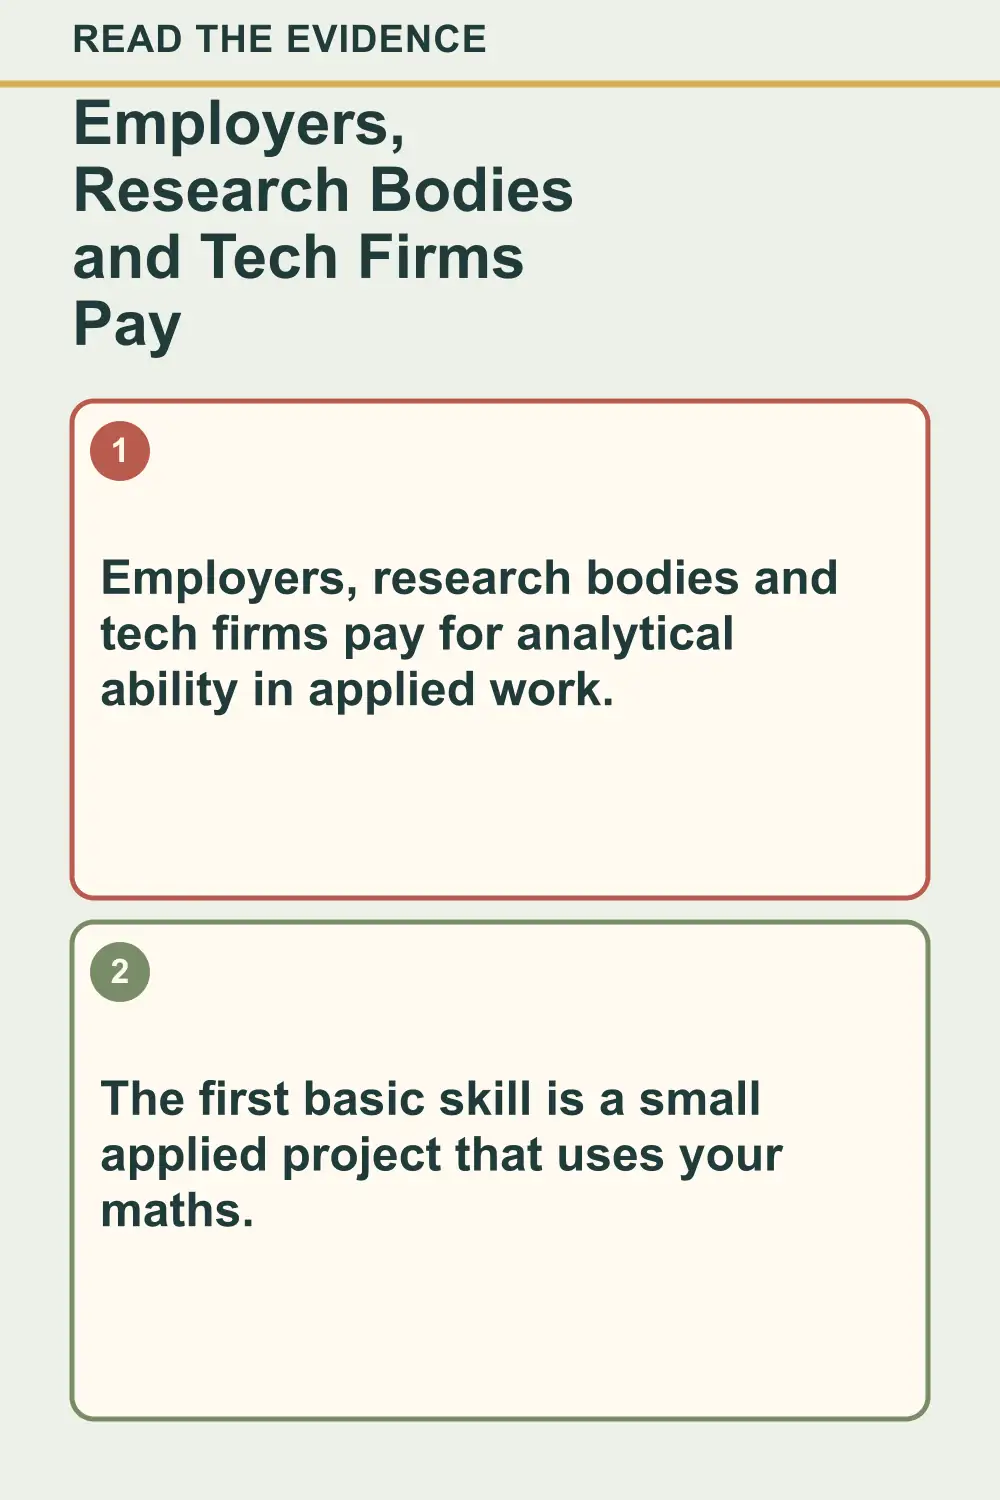 READ THE EVIDENCE
Employers,
Research Bodies
and Tech Firms
Pay
1
Employers, research bodies and
tech firms pay for analytical
ability in applied work.
2
The first basic skill is a small
applied project that uses your
maths.